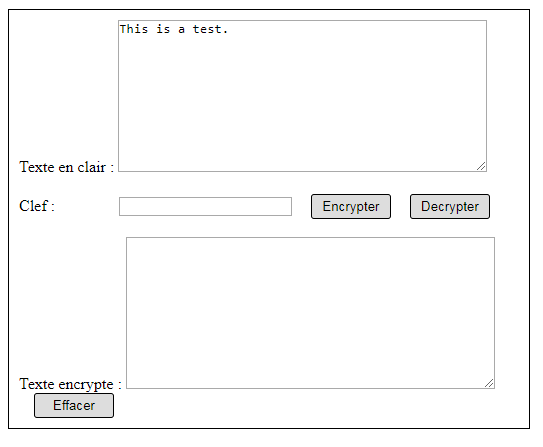 This is a test.
Texte en clair :
Clef : Encrypter Decrypter
Texte encrypte :
Effacer